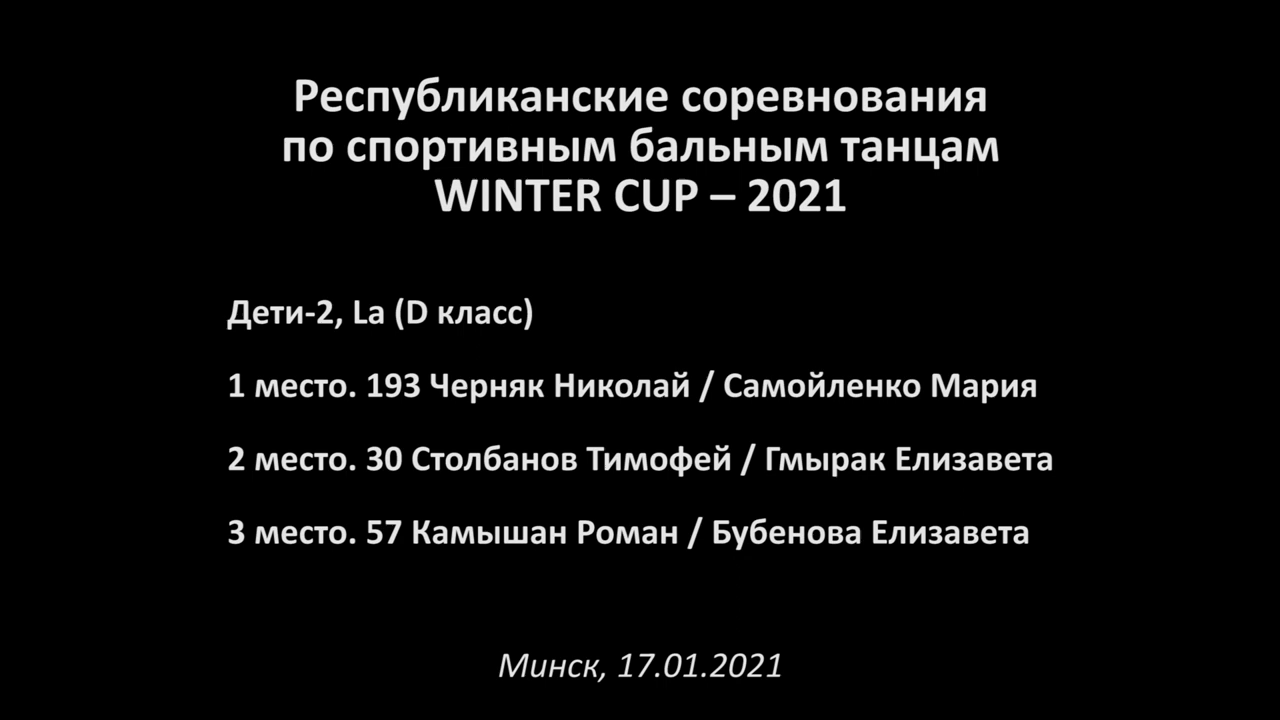 Республиканские соревнования
по спортивным бальным танцам
WINTER CUP – 2021
Дети-2, La (D класс)
1 место. 193 Черняк Николай / Самойленко Мария
2 место. 30 Столбанов Тимофей / Гмырак Елизавета
3 место. 57 Камышан Роман / Бубенова Елизавета
Минск, 17.01.2021